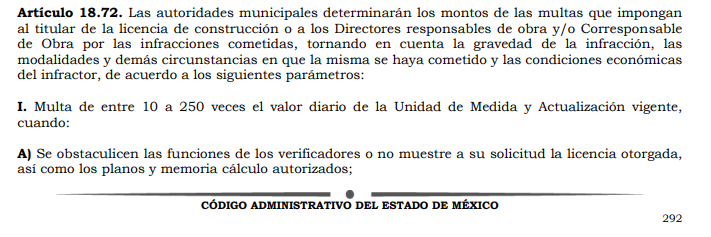 Artículo 18.72. Las autoridades municipales determinarán los montos de las multas que impongan
al titular de la licencia de construcción o a los Directores responsables de obra y/o Corresponsable
de Obra por las infracciones cometidas, tornando en cuenta la gravedad de la infracción, las
modalidades y demás circunstancias en que la misma se haya cometido y las condiciones económicas
del infractor, de acuerdo a los siguientes parámetros:
I. Multa de entre 10 a 250 veces el valor diario de la Unidad de Medida y Actualización vigente,
cuando:
A) Se obstaculicen las funciones de los verificadores o no muestre a su solicitud la licencia otorgada,
así como los planos y memoria cálculo autorizados;
CÓDIGO ADMINISTRATIVO DEL ESTADO DE MÉXICO
292